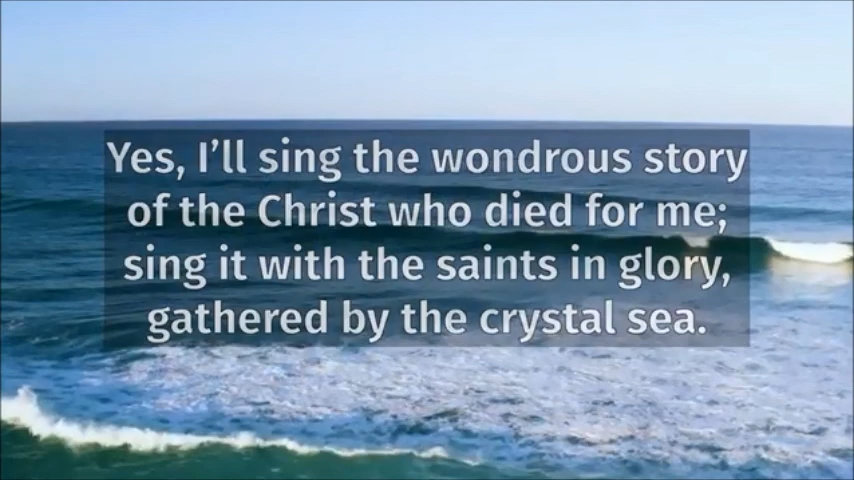 Yes, I’ll sing the wondrous story
of the Christ who died for me;
sing it with the saints in glory,
gathered by the crystal sea.